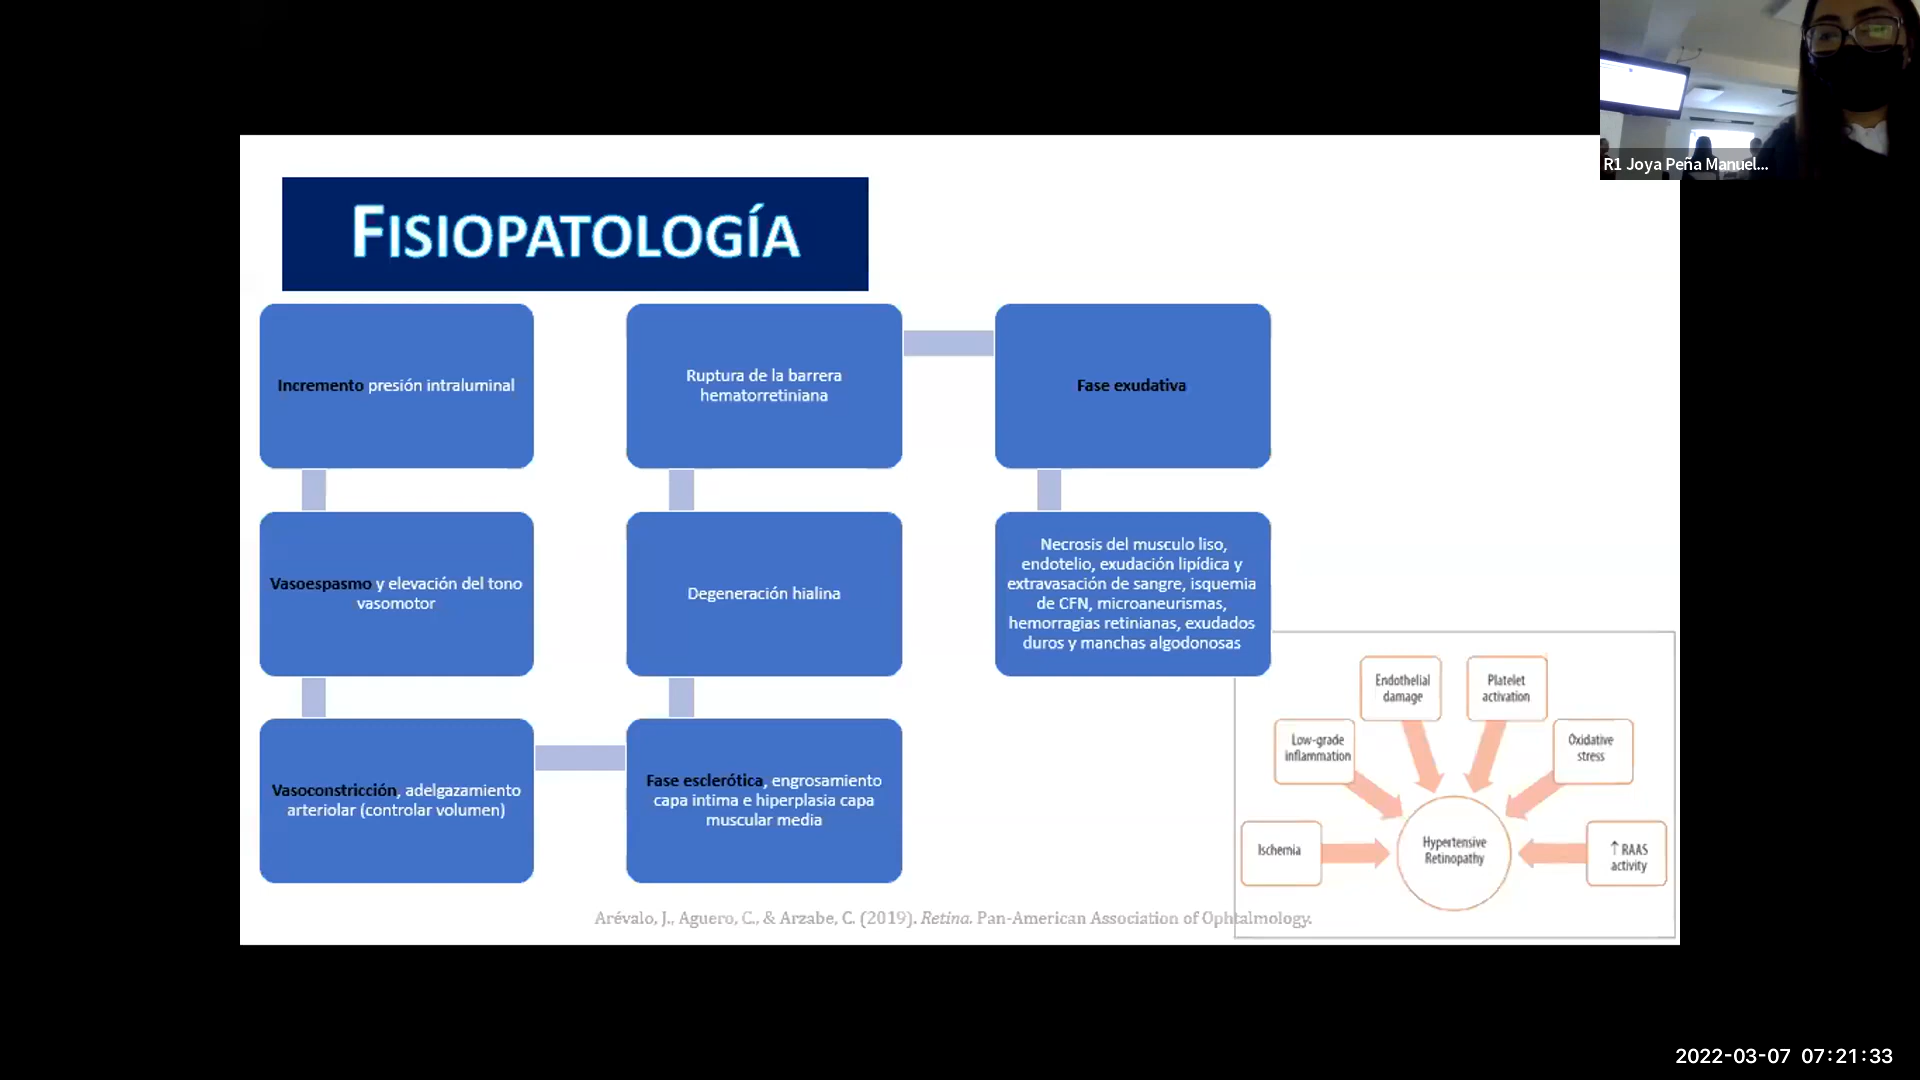 R1 Joya Peña Manuel...
FISIOPATOLOGÍA
Incremento presión intraluminal
Vasoespasmo y elevación del tono
vasomotor
Vasoconstricción, adelgazamiento
arteriolar (controlar volumen)
Fase esclerótica, engrosamiento
capa intima e hiperplasia capa
muscular media
Degeneración hialina
Ruptura de la barrera
hematorretiniana
Fase exudativa
Necrosis del musculo liso,
endotelio, exudación lipídica y
extravasación de sangre, isquemia
de CFN, microaneurismas,
hemorragias retinianas, exudados
duros y manchas algodonosas
Ischemia
Low-grade
inflammation
Endothelial
damage
Platelet
activation
Oxidative
stress
↑ RAAS
activity
Hypertensive
Retinopathy
Arévalo, J., Aguero, C., & Arzabe, C. (2019). Retina. Pan-American Association of Ophtalmology.
2022-03-07 07:21:33